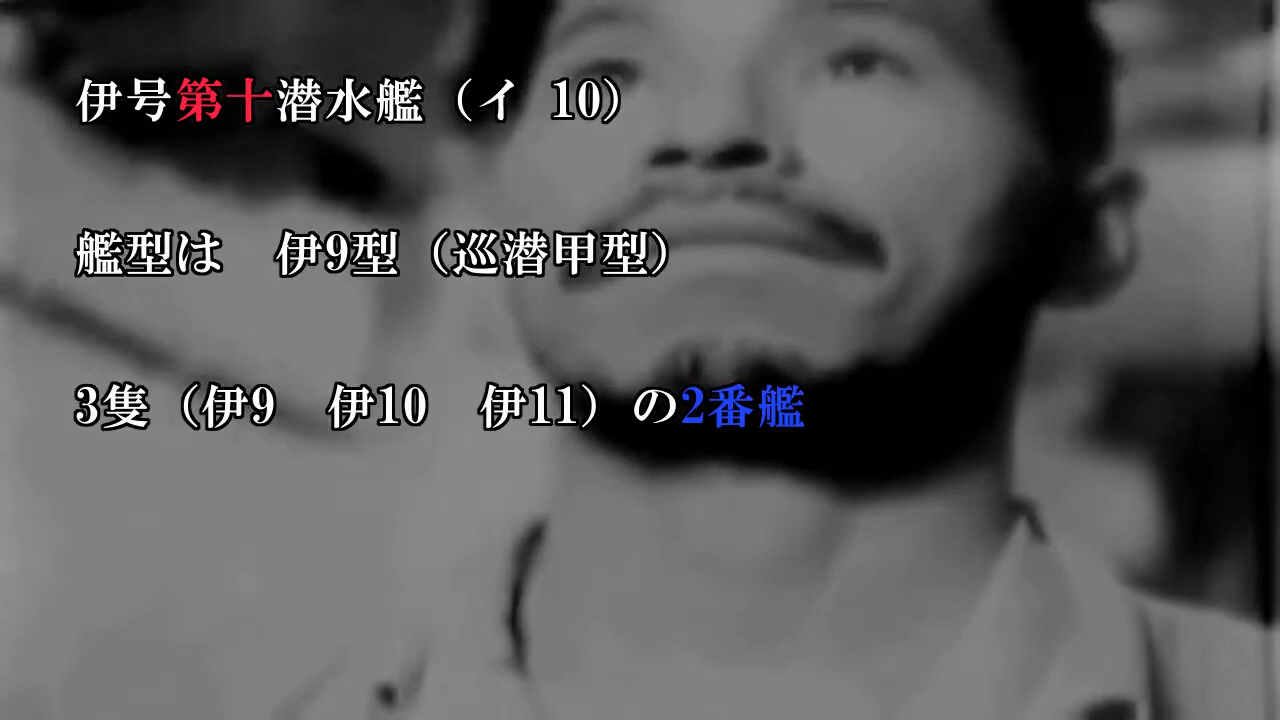 伊号第十潜水艦（イ 10）
艦型は　伊9型（巡潜甲型）
3隻（伊9　伊10　伊11）の2番艦